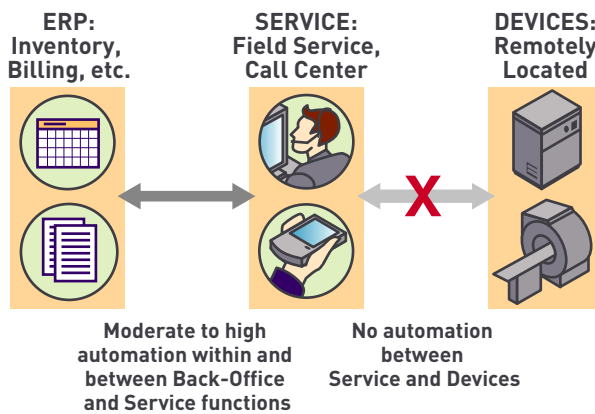 ERP:
Inventory,
Billing, etc.
SERVICE:
Field Service,
Call Center
DEVICES:
Remotely
Located
X
Moderate to high
automation within and
between Back-Office
and Service functions
No automation
between
Service and Devices